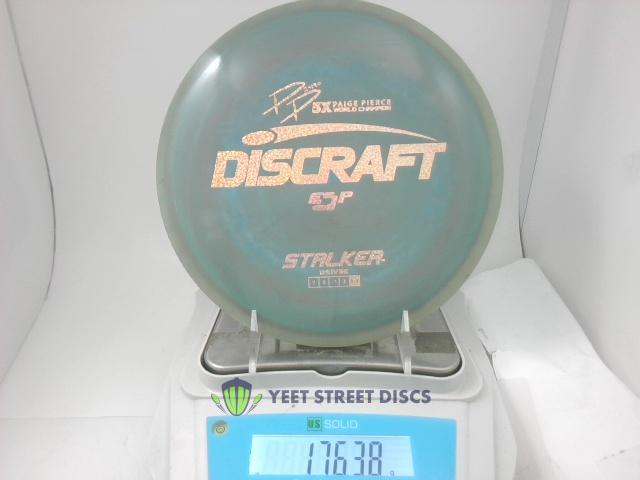 5X PAIGE PIERCE
WORLD CHAMPION
DISCRAFT
ESP
STALKER
DRIVER
YEET STREET DISCS
US SOLID
176.38 g